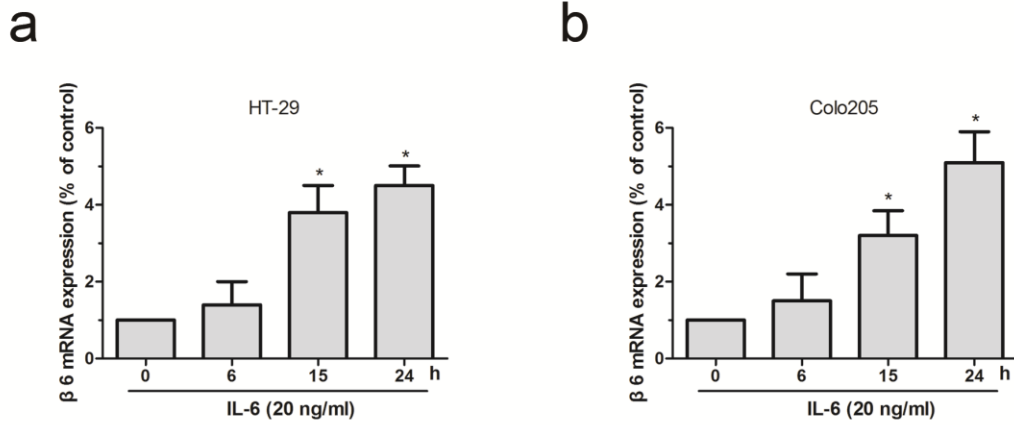 a
HT-29
β 6 mRNA expression (% of control)
6
4
2
0
*
*
0 6 15 24 h
IL-6 (20 ng/ml)
b
Colo205
β 6 mRNA expression (% of control)
6
4
2
0
*
*
0 6 15 24 h
IL-6 (20 ng/ml)